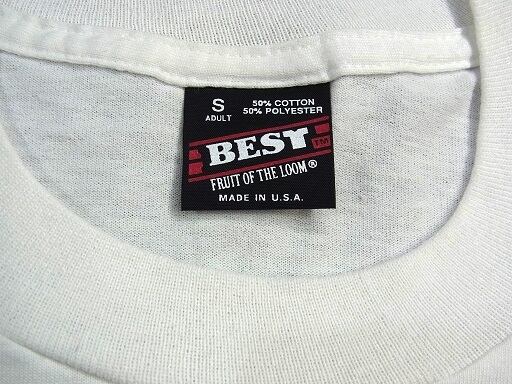 S 50% COTTON
ADULT 50% POLYESTER
BEST TM
FRUIT OF THE LOOM®
MADE IN U.S.A.